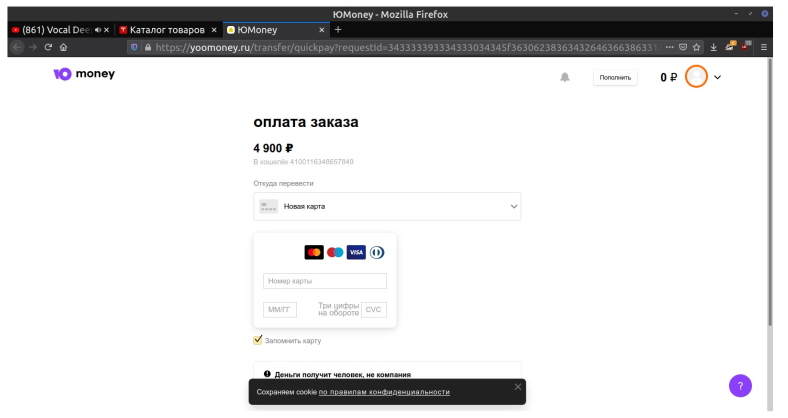 ЮMoney - Mozilla Firefox
(861) Vocal Dee
Каталог товаров
ЮMoney
https://yoomoney.ru/transfer/quickpay?requestId=
money
Пополнить
0 ₽
оплата заказа
4 900 ₽
В кошелёк 4100116348657849
Откуда перевести
Новая карта
VISA
Номер карты
ММ/ГГ
Три цифры
на обороте
CVC
Запомнить карту
Деньги получит человек, не компания
Сохраняем cookie по правилам конфиденциальности
?